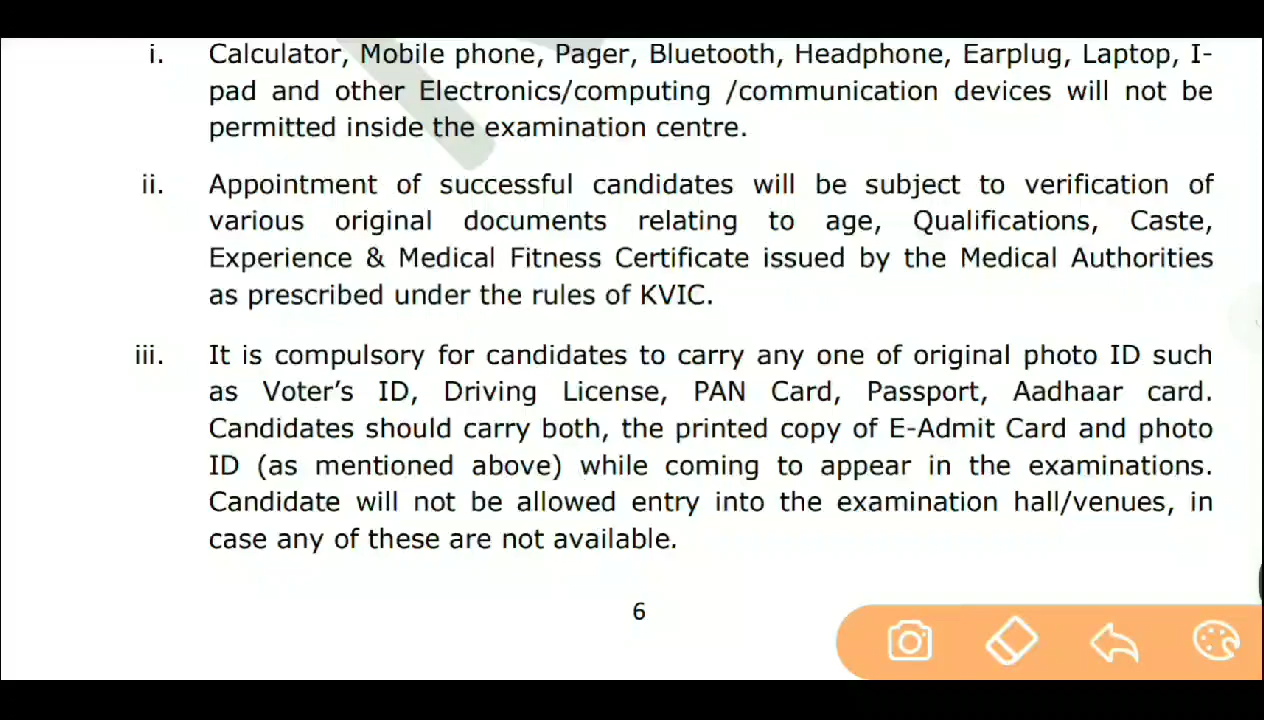 i. Calculator, Mobile phone, Pager, Bluetooth, Headphone, Earplug, Laptop, I-
pad and other Electronics/computing /communication devices will not be
permitted inside the examination centre.
ii. Appointment of successful candidates will be subject to verification of
various original documents relating to age, Qualifications, Caste,
Experience & Medical Fitness Certificate issued by the Medical Authorities
as prescribed under the rules of KVIC.
iii. It is compulsory for candidates to carry any one of original photo ID such
as Voter’s ID, Driving License, PAN Card, Passport, Aadhaar card.
Candidates should carry both, the printed copy of E-Admit Card and photo
ID (as mentioned above) while coming to appear in the examinations.
Candidate will not be allowed entry into the examination hall/venues, in
case any of these are not available.
6